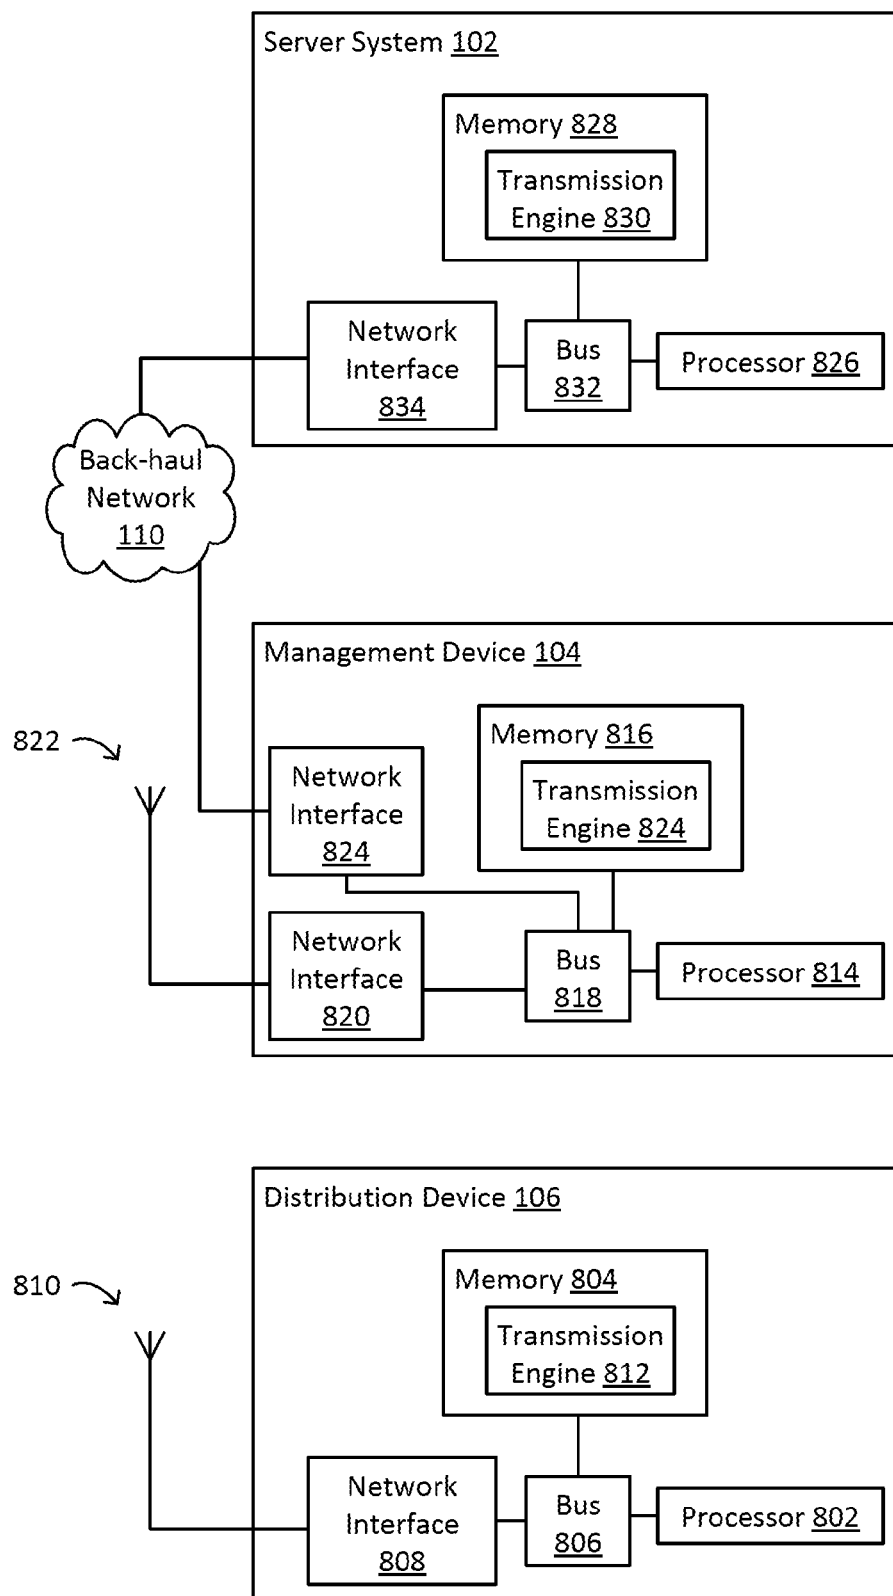 Server System 102
Memory 828
Transmission
Engine 830
Network
Interface
834
Bus
832
Processor 826
Back-haul
Network
110
Management Device 104
822
Memory 816
Transmission
Engine 824
Network
Interface
824
Network
Interface
820
Bus
818
Processor 814
Distribution Device 106
810
Memory 804
Transmission
Engine 812
Network
Interface
808
Bus
806
Processor 802